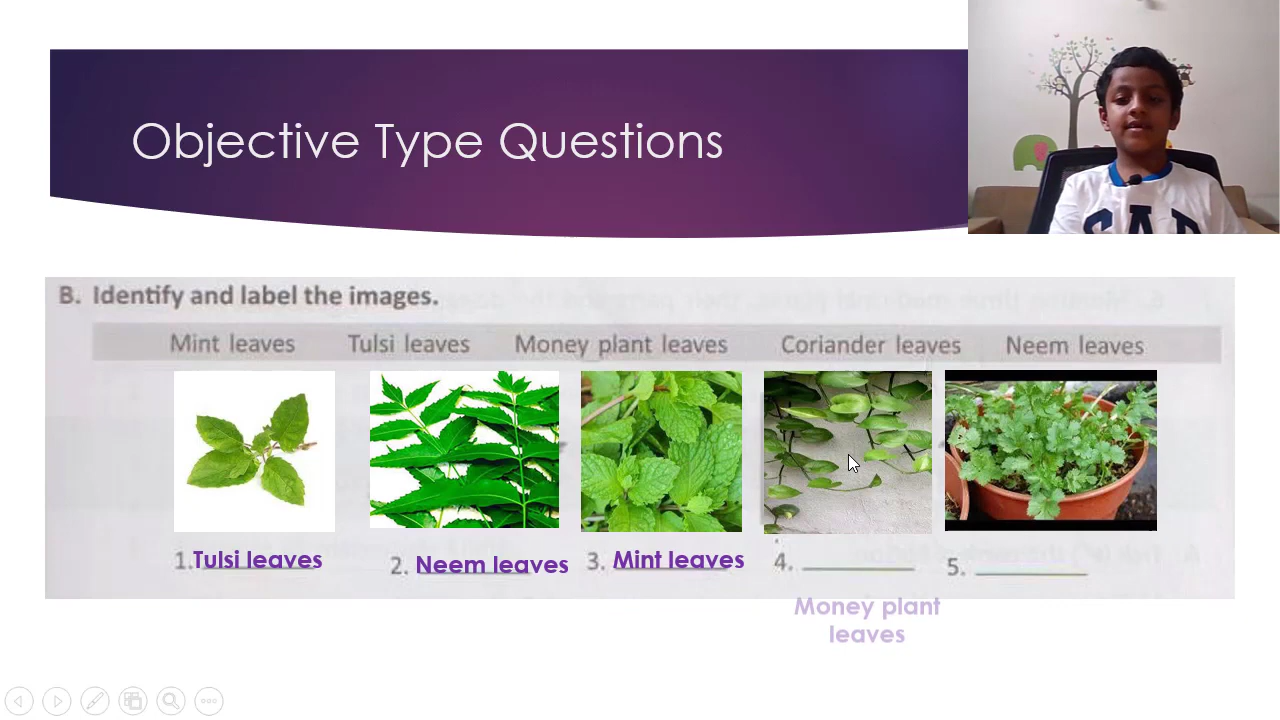 Objective Type Questions
B. Identify and label the images.
Mint leaves Tulsi leaves Money plant leaves Coriander leaves Neem leaves
1. Tulsi leaves 2. Neem leaves 3. Mint leaves 4. 5.
Money plant
leaves